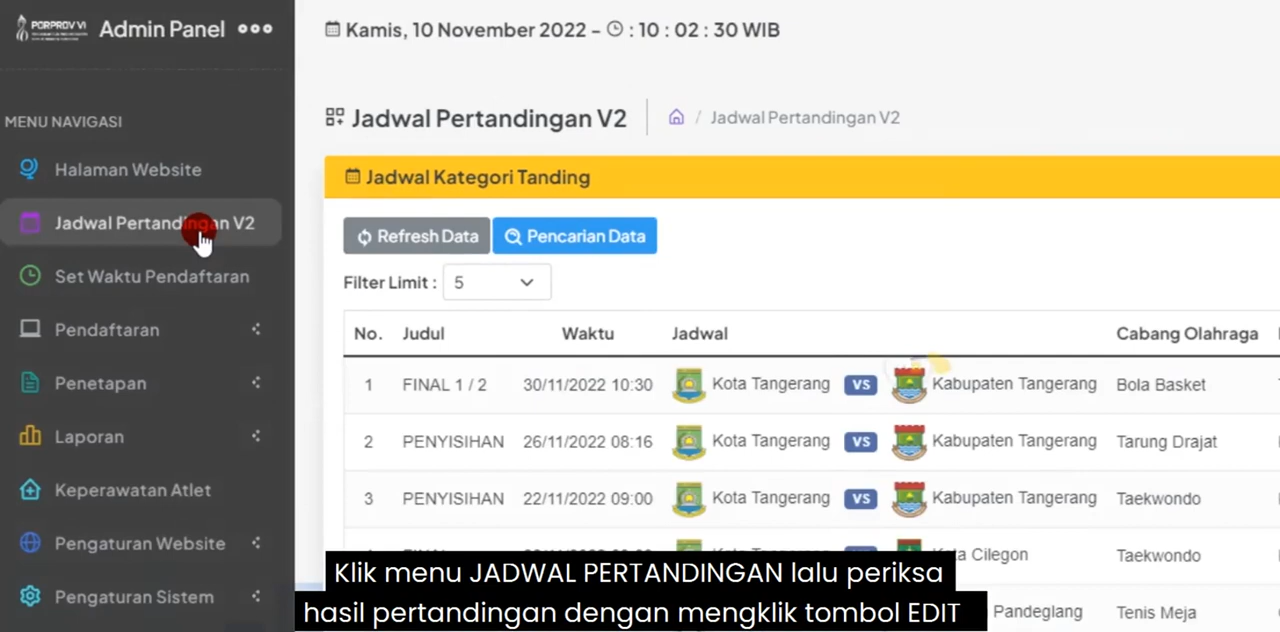 PORPROV VI
Admin Panel
Kamis, 10 November 2022 - : 10 : 02 : 30 WIB
MENU NAVIGASI
Halaman Website
Jadwal Pertandingan V2
Set Waktu Pendaftaran
Pendaftaran
Penetapan
Laporan
Keperawatan Atlet
Pengaturan Website
Pengaturan Sistem
Jadwal Pertandingan V2
/ Jadwal Pertandingan V2
Jadwal Kategori Tanding
Refresh Data Pencarian Data
Filter Limit : 5
No. Judul Waktu Jadwal Cabang Olahraga
1 FINAL 1 / 2 30/11/2022 10:30 Kota Tangerang VS Kabupaten Tangerang Bola Basket
2 PENYISIHAN 26/11/2022 08:16 Kota Tangerang VS Kabupaten Tangerang Tarung Drajat
3 PENYISIHAN 22/11/2022 09:00 Kota Tangerang VS Kabupaten Tangerang Taekwondo
Cilegon Taekwondo
Pandeglang Tenis Meja
Klik menu JADWAL PERTANDINGAN lalu periksa
hasil pertandingan dengan mengklik tombol EDIT